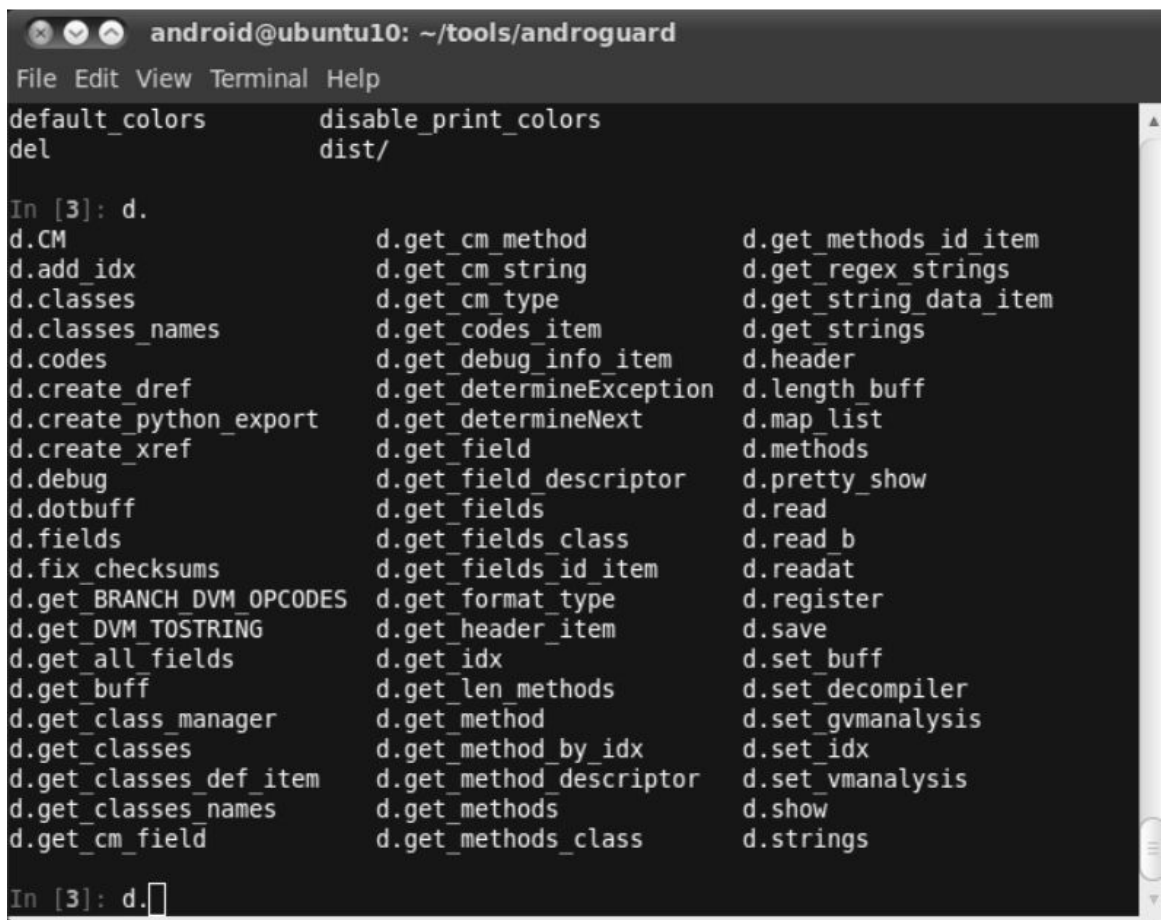 android@ubuntu10: ~/tools/androguard
File Edit View Terminal Help
default_colors disable_print_colors
del dist/
In [3]: d.
d.CM d.get_cm_method d.get_methods_id_item
d.add_idx d.get_cm_string d.get_regex_strings
d.classes d.get_cm_type d.get_string_data_item
d.classes_names d.get_codes_item d.get_strings
d.codes d.get_debug_info_item d.header
d.create_dref d.get_determineException d.length_buff
d.create_python_export d.get_determineNext d.map_list
d.create_xref d.get_field d.methods
d.debug d.get_field_descriptor d.pretty_show
d.dotbuff d.get_fields d.read
d.fields d.get_fields_class d.read_b
d.fix_checksums d.get_fields_id_item d.readat
d.get_BRANCH_DVM_OPCODES d.get_format_type d.register
d.get_DVM_TOSTRING d.get_header_item d.save
d.get_all_fields d.get_idx d.set_buff
d.get_buff d.get_len_methods d.set_decompiler
d.get_class_manager d.get_method d.set_gvmanalysis
d.get_classes d.get_method_by_idx d.set_idx
d.get_classes_def_item d.get_method_descriptor d.set_vmanalysis
d.get_classes_names d.get_methods d.show
d.get_cm_field d.get_methods_class d.strings
In [3]: d.